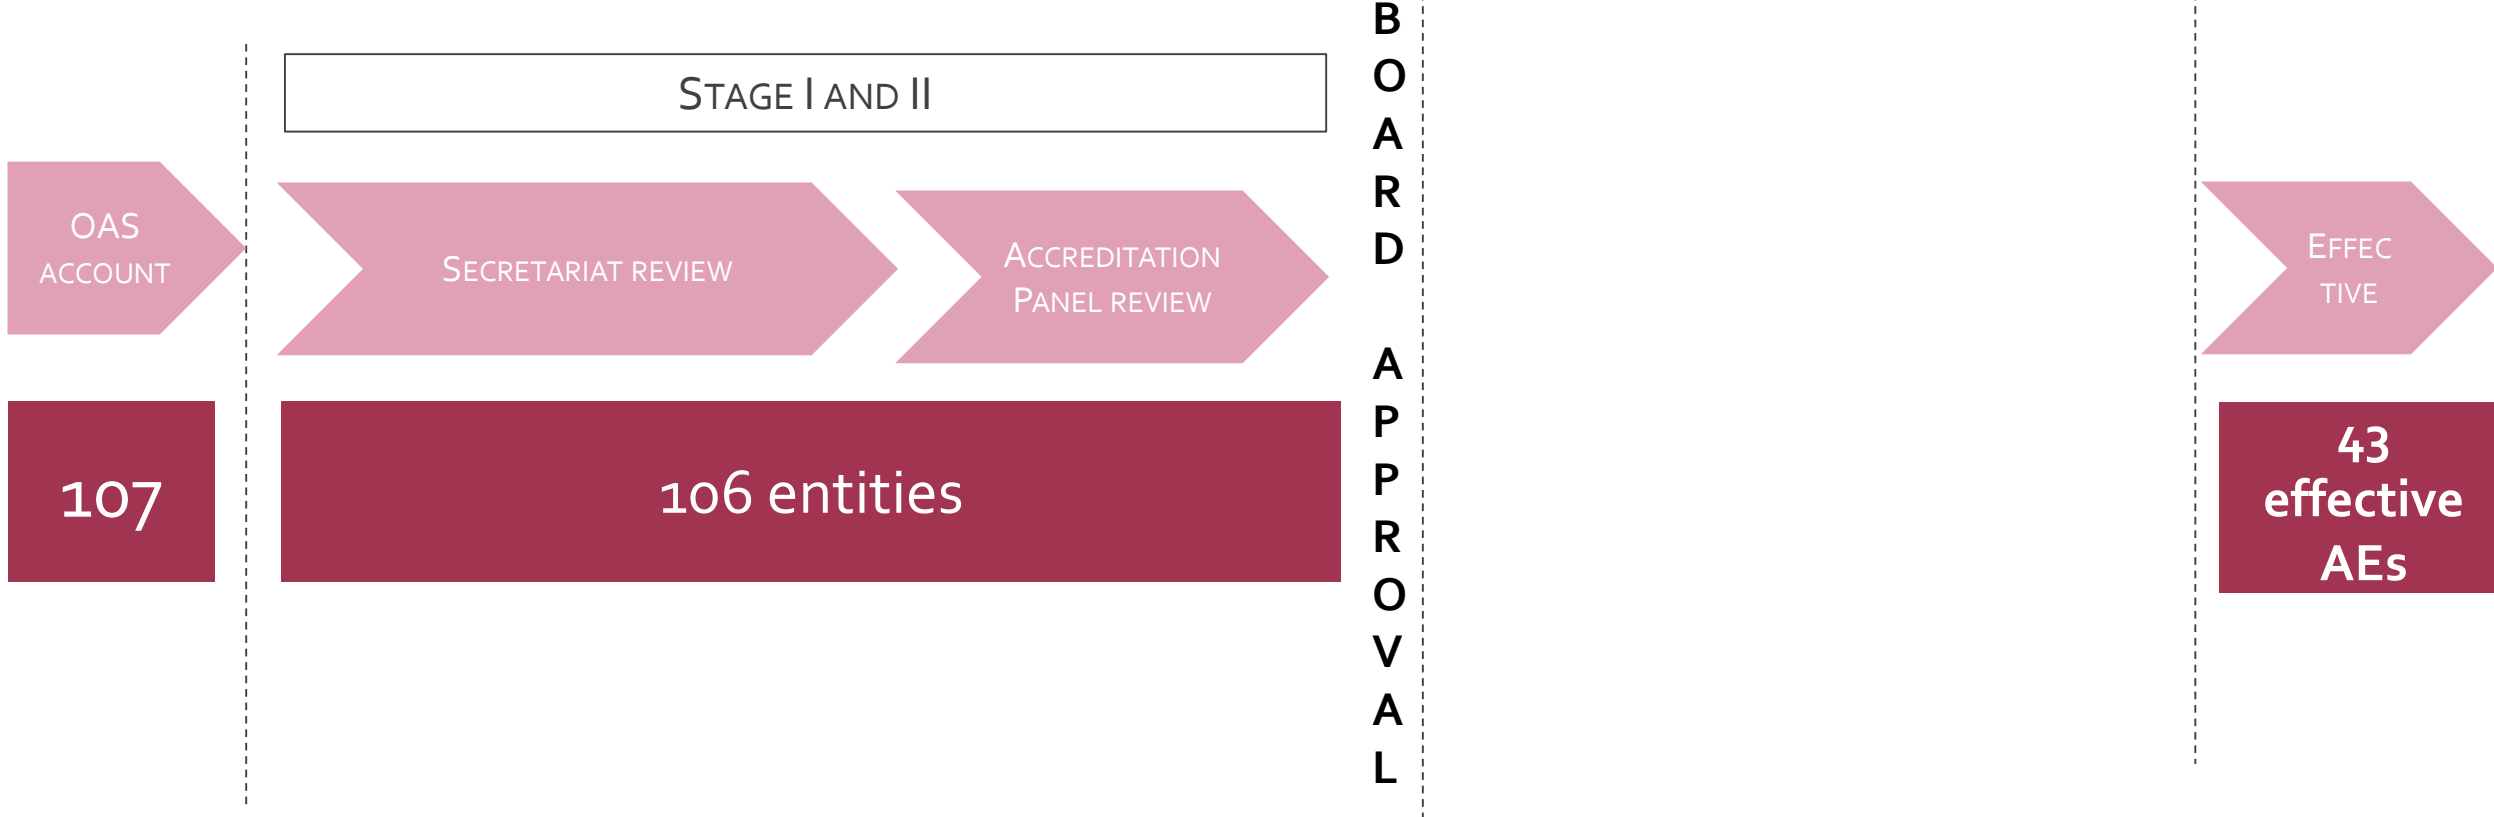 STAGE I AND II
OAS
ACCOUNT
SECRETARIAT REVIEW
ACCREDITATION
PANEL REVIEW
B
O
A
R
D
A
P
P
R
O
V
A
L
EFFEC
TIVE
107
106 entities
43
effective
AEs